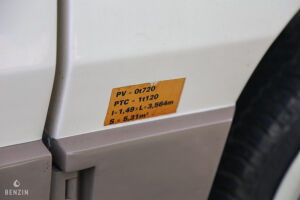 PV - 0t720
PTC - 1t120
l - 1,49 x L - 3,564m
S = 5,31m²
BENZIN